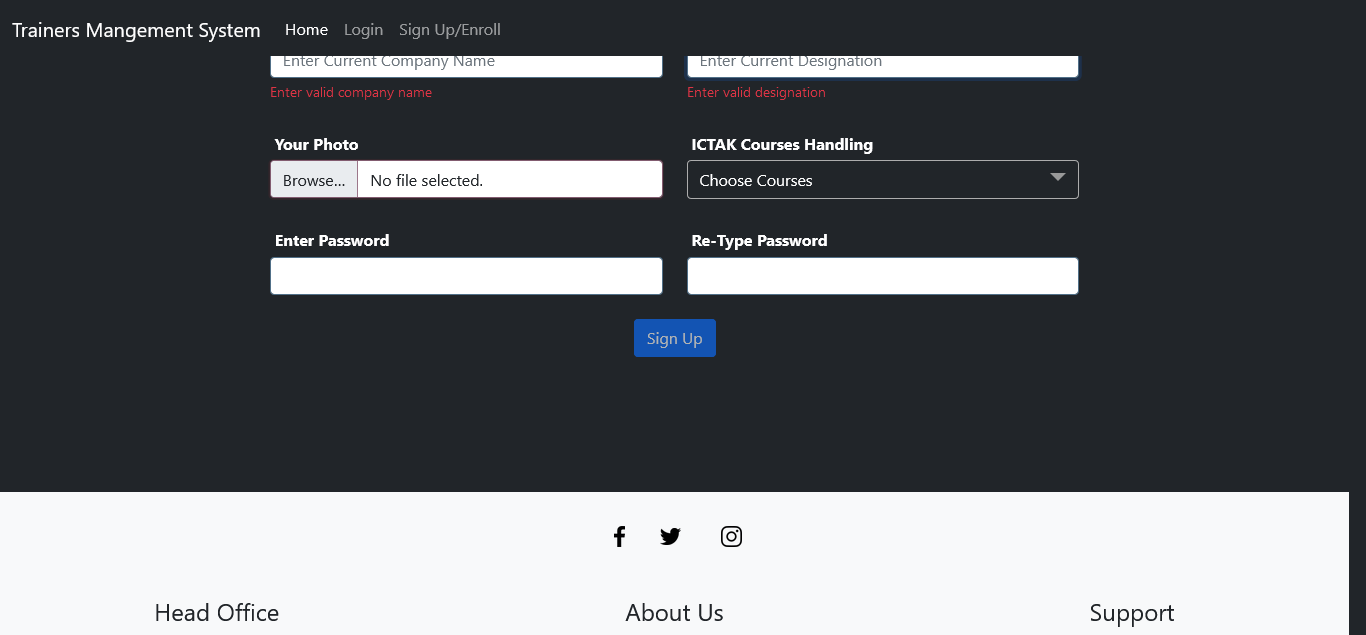 Trainers Mangement System Home Login Sign Up/Enroll
Enter Current Company Name Enter Current Designation
Enter valid company name Enter valid designation
Your Photo ICTAK Courses Handling
Browse... No file selected. Choose Courses
Enter Password Re-Type Password
Sign Up
Head Office About Us Support